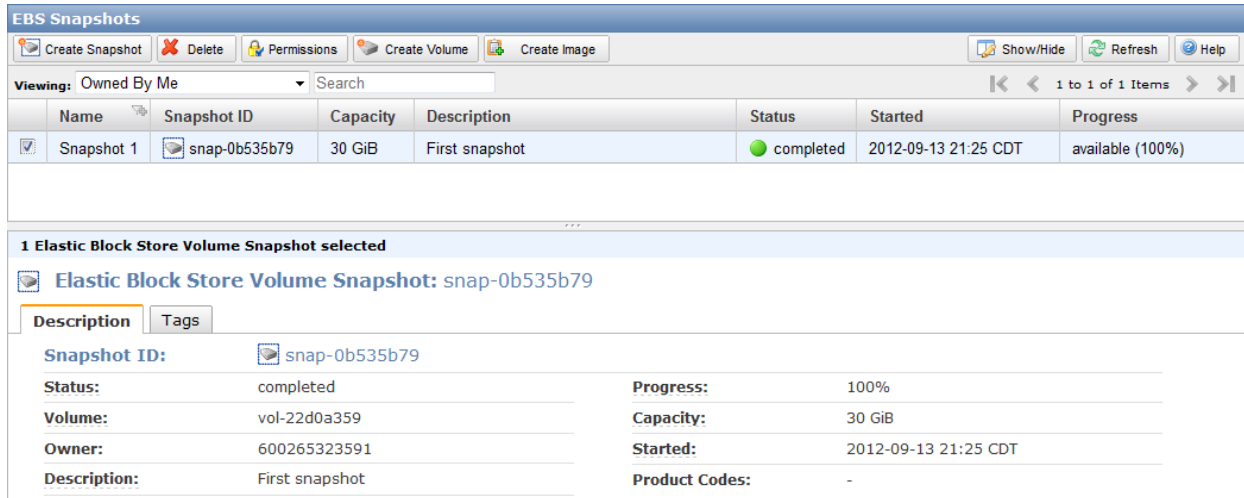 EBS Snapshots
Create Snapshot Delete Permissions Create Volume Create Image Show/Hide Refresh Help
Viewing: Owned By Me Search 1 to 1 of 1 Items
Name Snapshot ID Capacity Description Status Started Progress
Snapshot 1 snap-0b535b79 30 GiB First snapshot completed 2012-09-13 21:25 CDT available (100%)
1 Elastic Block Store Volume Snapshot selected
Elastic Block Store Volume Snapshot: snap-0b535b79
Description Tags
Snapshot ID: snap-0b535b79
Status: completed Progress: 100%
Volume: vol-22d0a359 Capacity: 30 GiB
Owner: 600265323591 Started: 2012-09-13 21:25 CDT
Description: First snapshot Product Codes: -